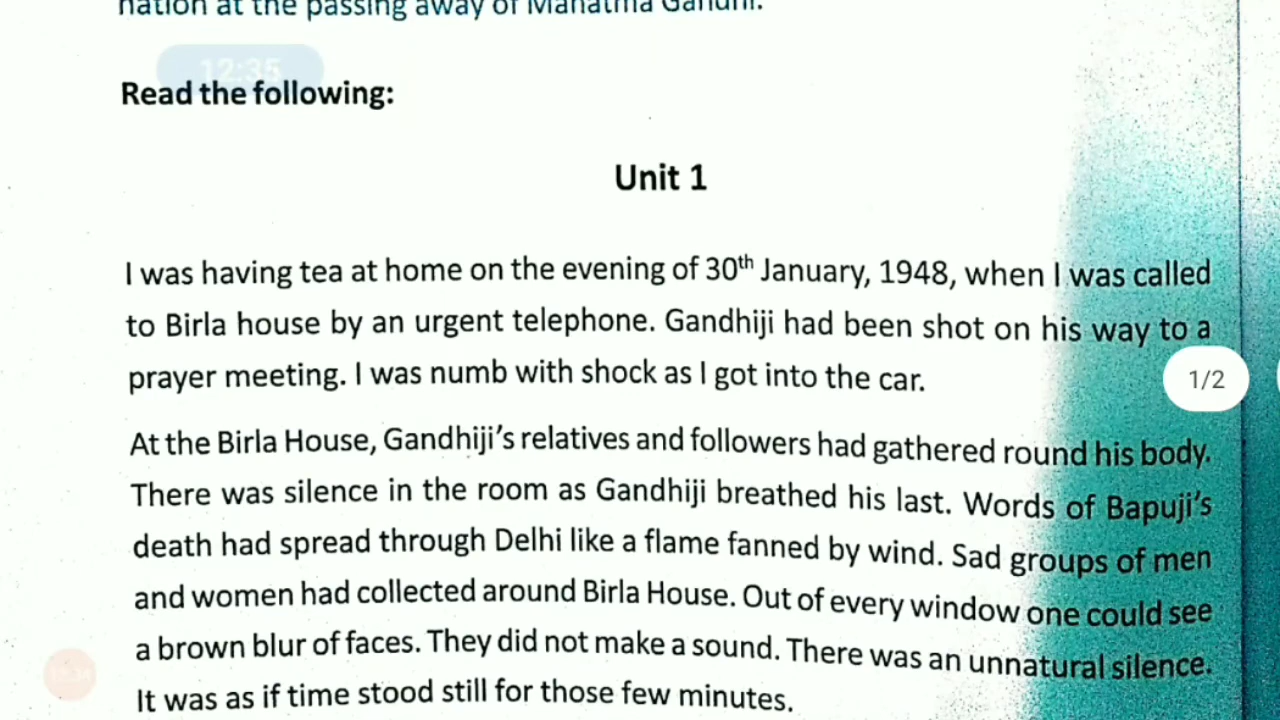 nation at the passing away of Mahatma Gandhi.
12:35
Read the following:
Unit 1
I was having tea at home on the evening of 30th January, 1948, when I was called
to Birla house by an urgent telephone. Gandhiji had been shot on his way to a
prayer meeting. I was numb with shock as I got into the car.
1/2
At the Birla House, Gandhiji's relatives and followers had gathered round his body.
There was silence in the room as Gandhiji breathed his last. Words of Bapuji's
death had spread through Delhi like a flame fanned by wind. Sad groups of men
and women had collected around Birla House. Out of every window one could see
a brown blur of faces. They did not make a sound. There was an unnatural silence.
It was as if time stood still for those few minutes.